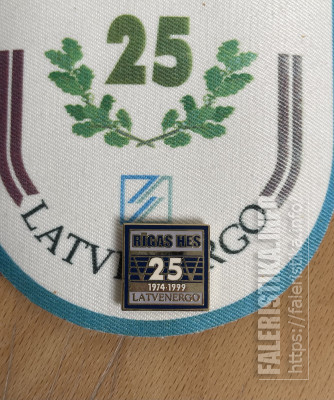 25
LATVENERGO
RĪGAS HES
25
1974-1999
LATVENERGO
FALERISTIKA.INFO
https://faleristika.info